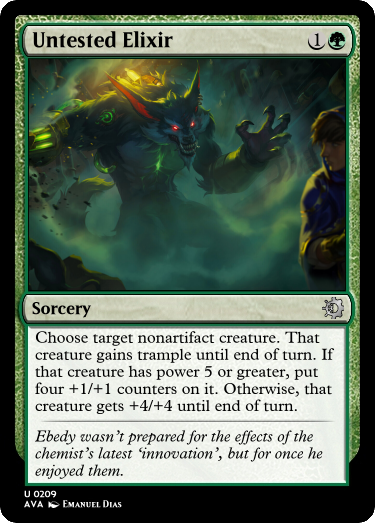 Untested Elixir 1
Sorcery
Choose target nonartifact creature. That
creature gains trample until end of turn. If
that creature has power 5 or greater, put
four +1/+1 counters on it. Otherwise, that
creature gets +4/+4 until end of turn.
Ebedy wasn’t prepared for the effects of the
chemist’s latest ‘innovation’, but for once he
enjoyed them.
U 0209
AVA Emanuel Dias